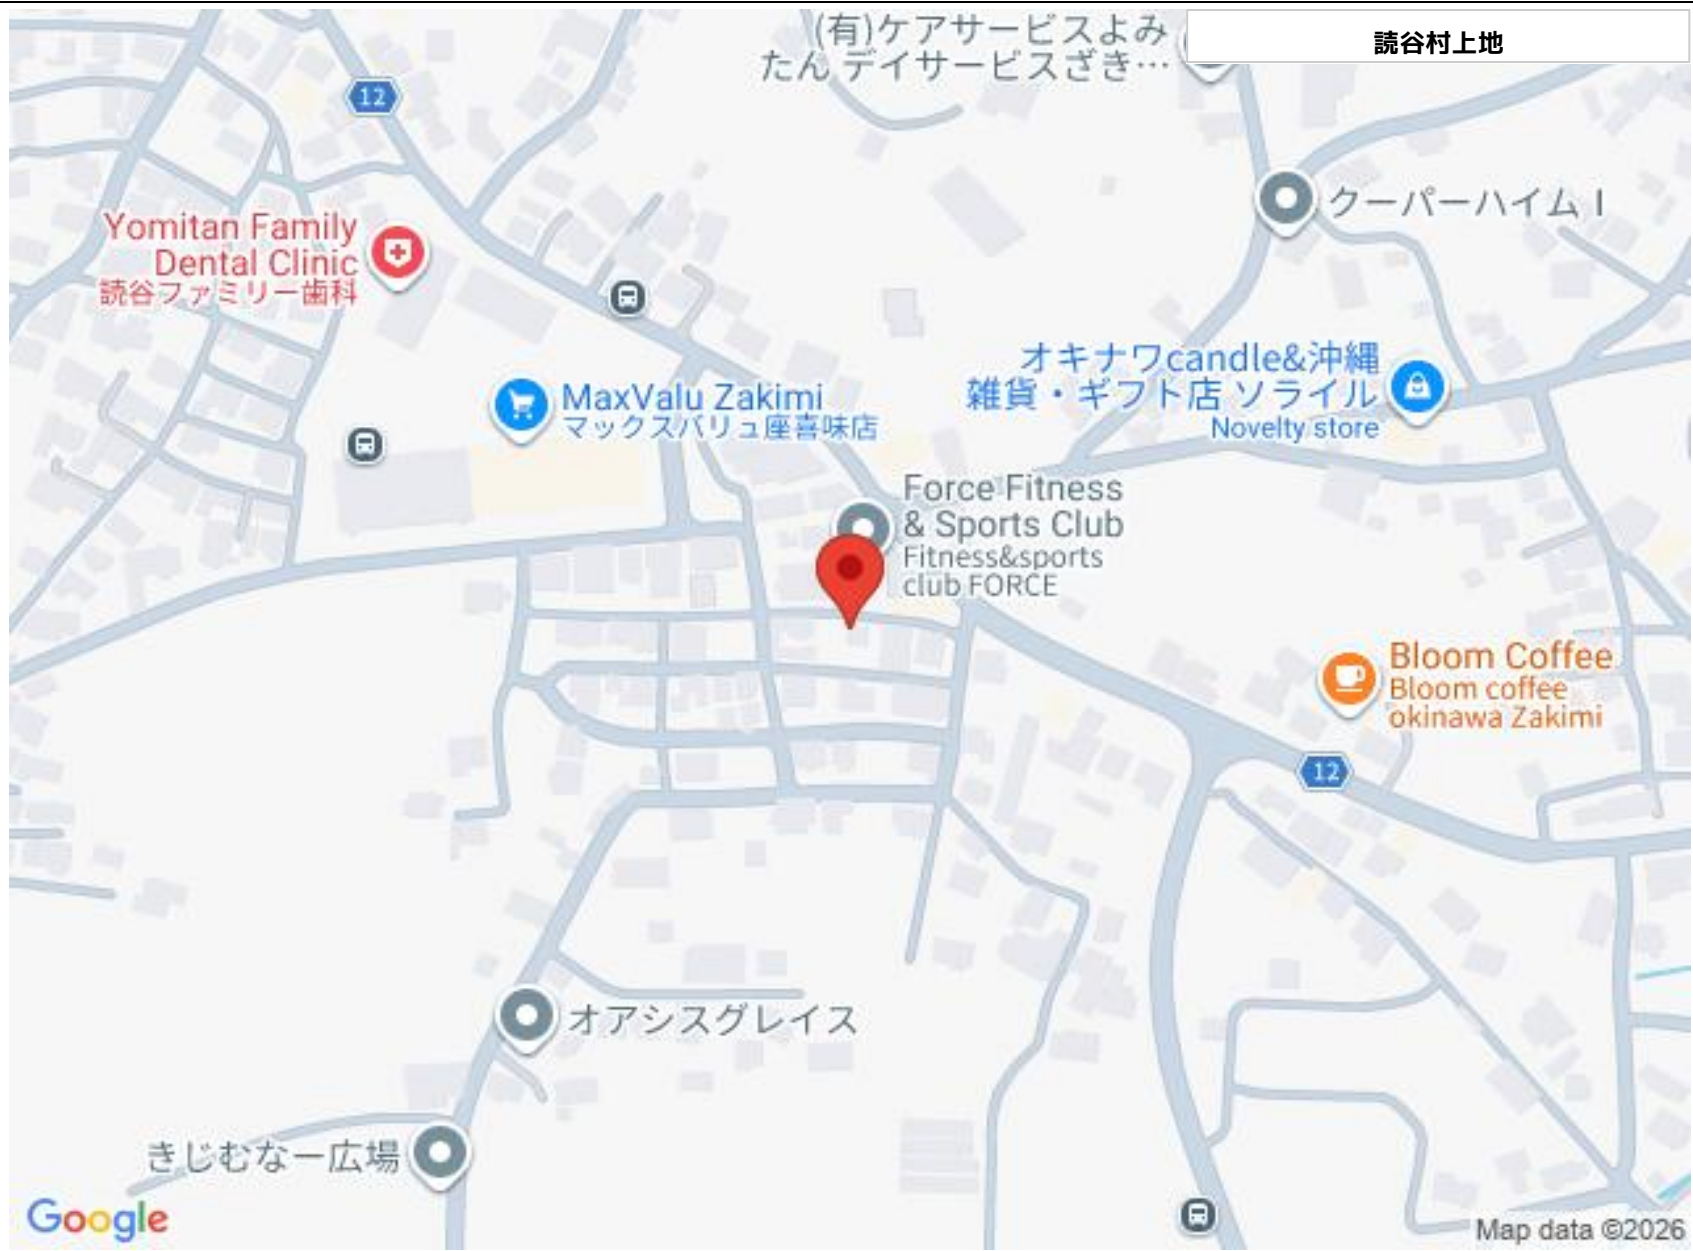 (有)ケアサービスよみ
たん デイサービスざき…
読谷村上地
12
クーパーハイム I
Yomitan Family
Dental Clinic
読谷ファミリー歯科
オキナワcandle&沖縄
雑貨・ギフト店 ソライル
Novelty store
MaxValu Zakimi
マックスバリュ座喜味店
Force Fitness
& Sports Club
Fitness&sports
club FORCE
Bloom Coffee
Bloom coffee
okinawa Zakimi
12
オアシスグレイス
きじむなー広場
Google
Map data ©2026